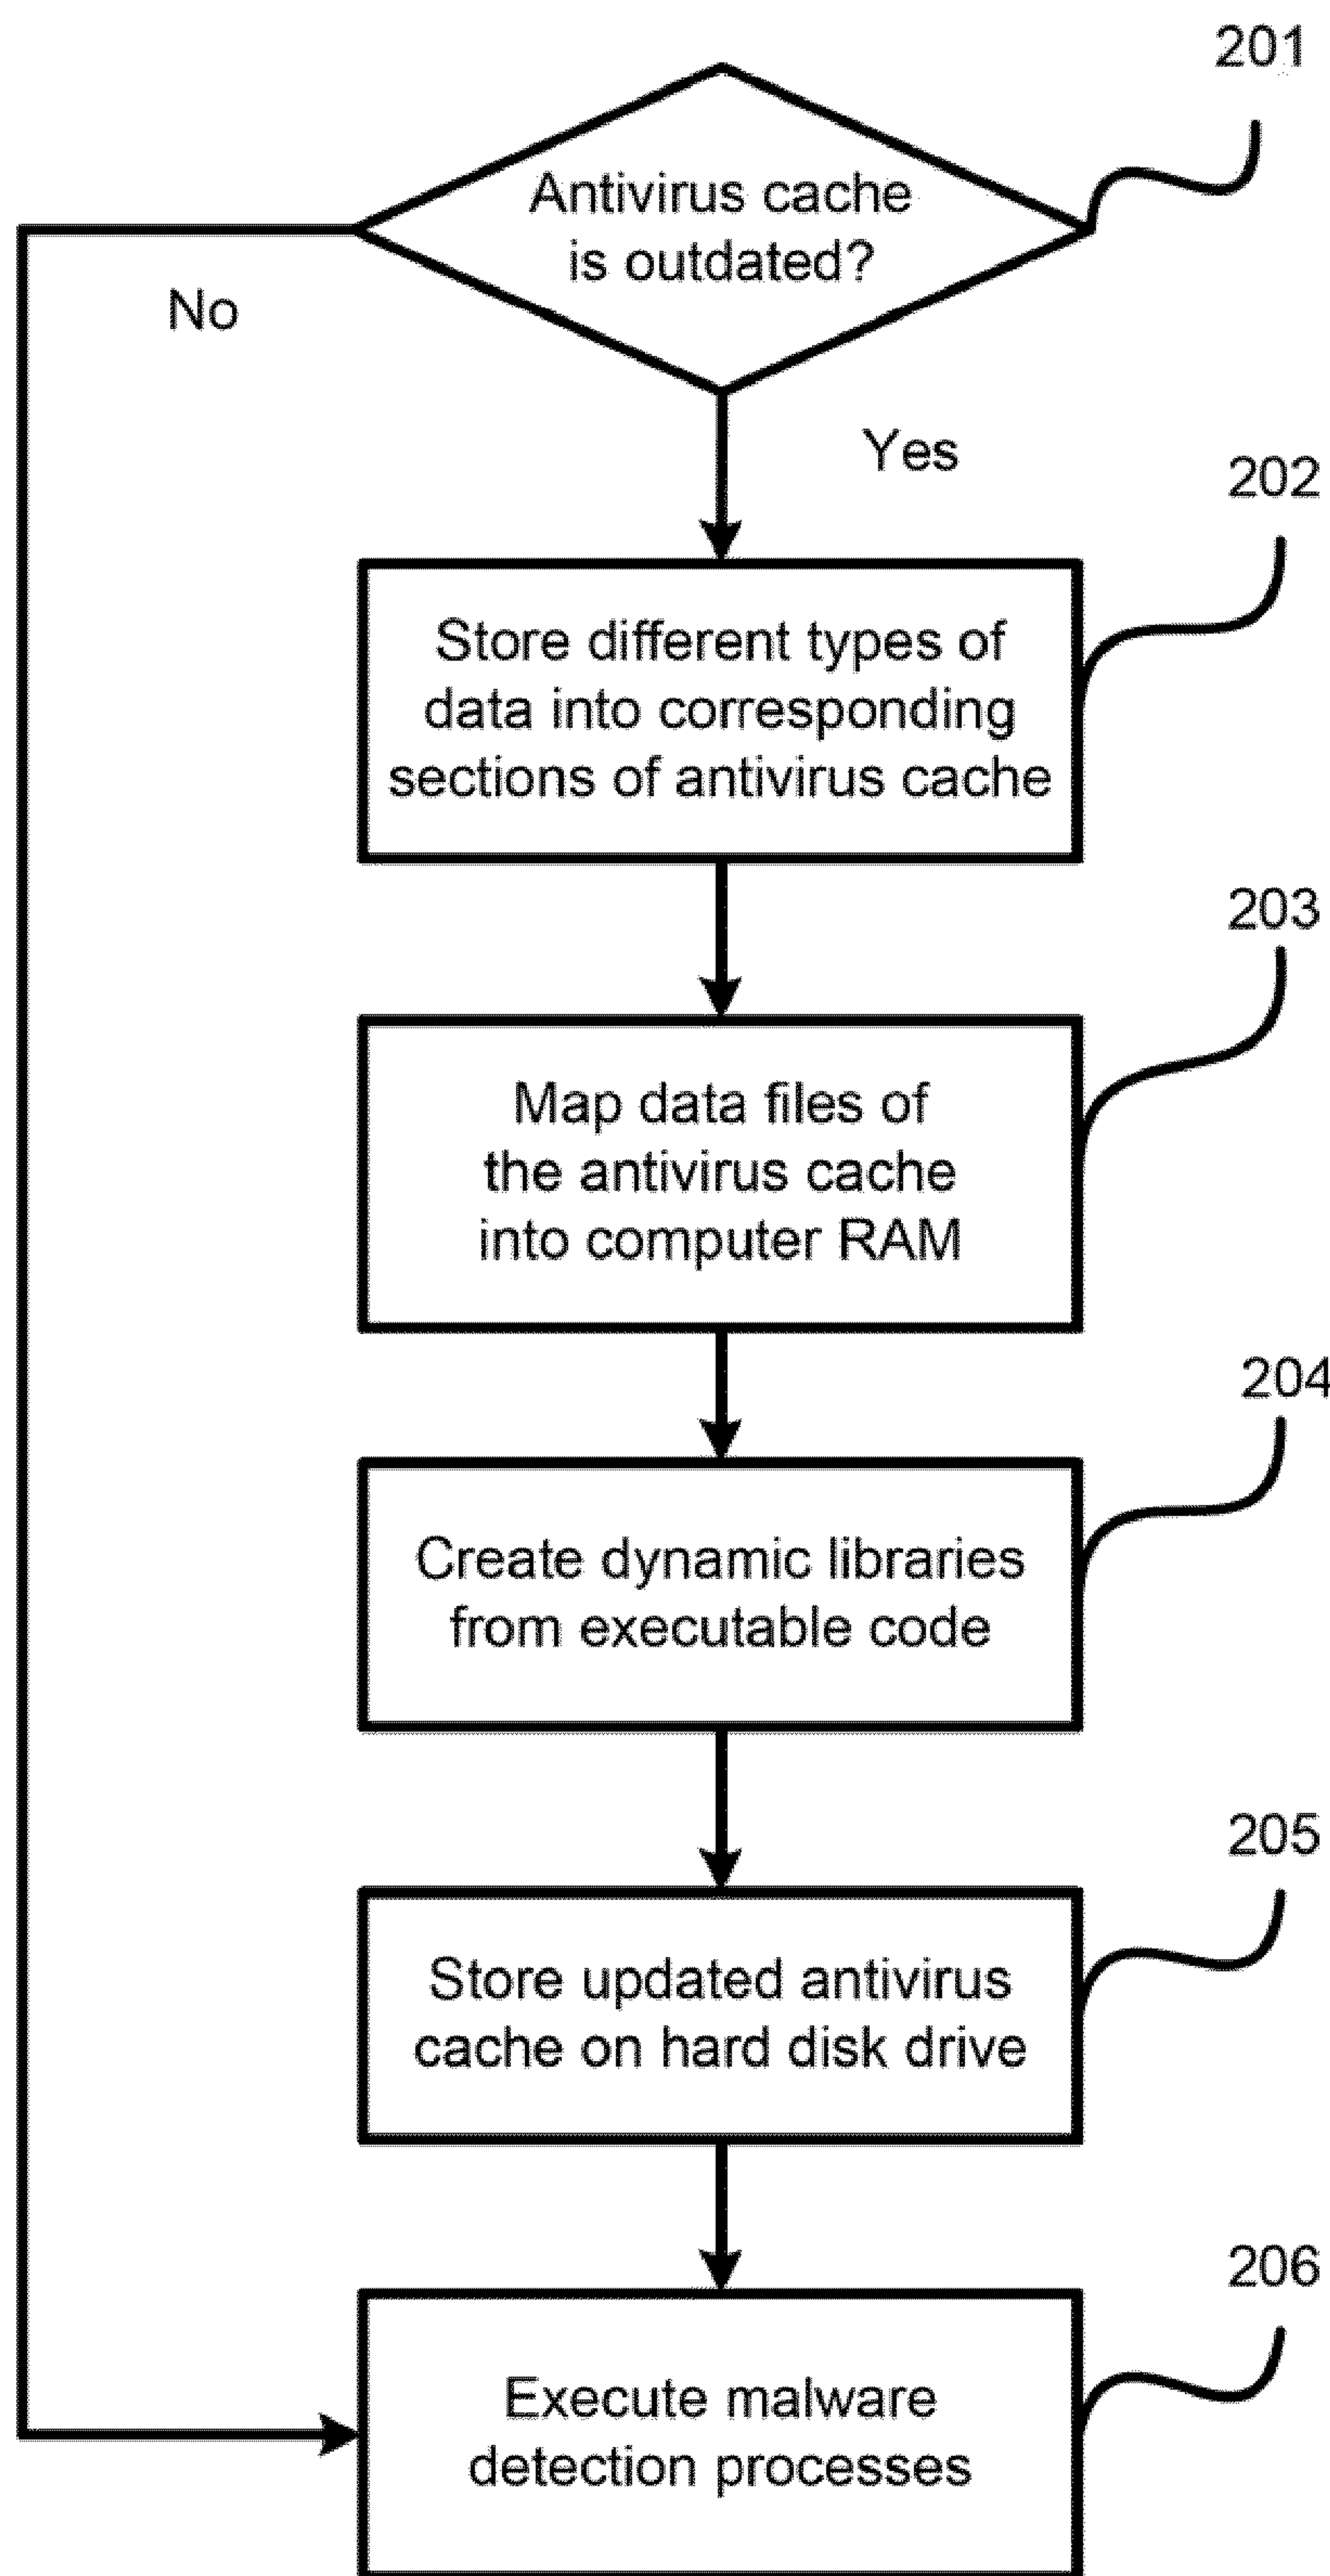 201
Antivirus cache
is outdated?
No
Yes
202
Store different types of
data into corresponding
sections of antivirus cache
203
Map data files of
the antivirus cache
into computer RAM
204
Create dynamic libraries
from executable code
205
Store updated antivirus
cache on hard disk drive
206
Execute malware
detection processes